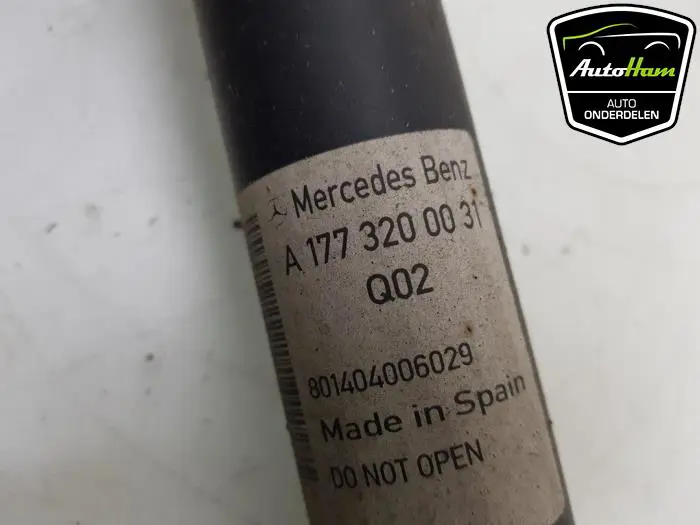 AutoHam
AUTO
ONDERDELEN
Mercedes Benz
A 177 320 00 31
Q02
801404006029
Made in Spain
DO NOT OPEN